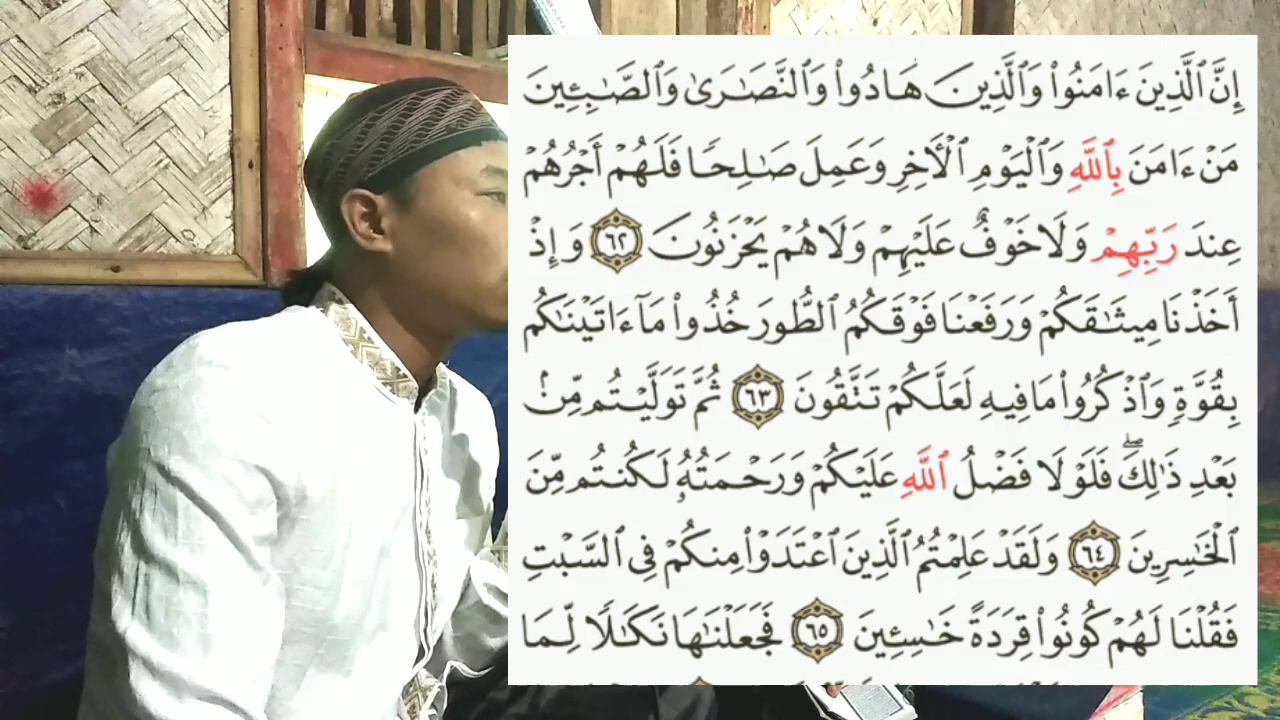 إِنَّ ٱلَّذِينَ ءَامَنُوا۟ وَٱلَّذِينَ هَادُوا۟ وَٱلنَّصَـٰرَىٰ وَٱلصَّـٰبِـِٔينَ
مَنْ ءَامَنَ بِٱللَّهِ وَٱلْيَوْمِ ٱلْـَٔاخِرِ وَعَمِلَ صَـٰلِحًا فَلَهُمْ أَجْرُهُمْ
عِندَ رَبِّهِمْ وَلَا خَوْفٌ عَلَيْهِمْ وَلَا هُمْ يَحْزَنُونَ ٦٢ وَإِذْ
أَخَذْنَا مِيثَـٰقَكُمْ وَرَفَعْنَا فَوْقَكُمُ ٱلطُّورَ خُذُوا۟ مَآ ءَاتَيْنَـٰكُم
بِقُوَّةٍ وَٱذْكُرُوا۟ مَا فِيهِ لَعَلَّكُمْ تَتَّقُونَ ٦٣ ثُمَّ تَوَلَّيْتُم مِّنۢ
بَعْدِ ذَٰلِكَ ۖ فَلَوْلَا فَضْلُ ٱللَّهِ عَلَيْكُمْ وَرَحْمَتُهُۥ لَكُنتُم مِّنَ
ٱلْخَـٰسِرِينَ ٦٤ وَلَقَدْ عَلِمْتُمُ ٱلَّذِينَ ٱعْتَدَوْا۟ مِنكُمْ فِى ٱلسَّبْتِ
فَقُلْنَا لَهُمْ كُونُوا۟ قِرَدَةً خَـٰسِـِٔينَ ٦٥ فَجَعَلْنَـٰهَا نَكَـٰلًا لِّمَا